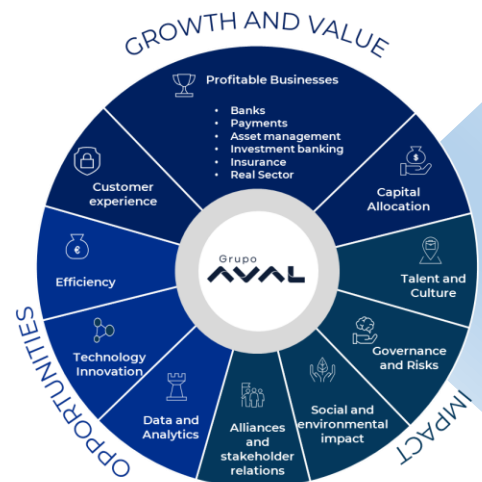 GROWTH AND VALUE
Profitable Businesses
• Banks
• Payments
• Asset management
• Investment banking
• Insurance
• Real Sector
Customer
experience
Capital
Allocation
Efficiency
Grupo
AVAL
Talent and
Culture
Technology
Innovation
Governance
and Risks
Data and
Analytics
Alliances
and
stakeholder
relations
Social and
environmental
impact
OPPORTUNITIES
IMPACT